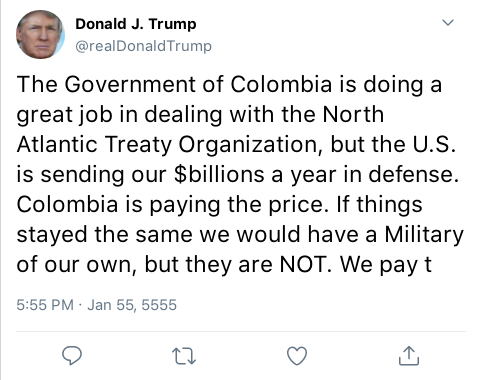 Donald J. Trump
@realDonaldTrump
The Government of Colombia is doing a
great job in dealing with the North
Atlantic Treaty Organization, but the U.S.
is sending our $billions a year in defense.
Colombia is paying the price. If things
stayed the same we would have a Military
of our own, but they are NOT. We pay t
5:55 PM · Jan 55, 5555